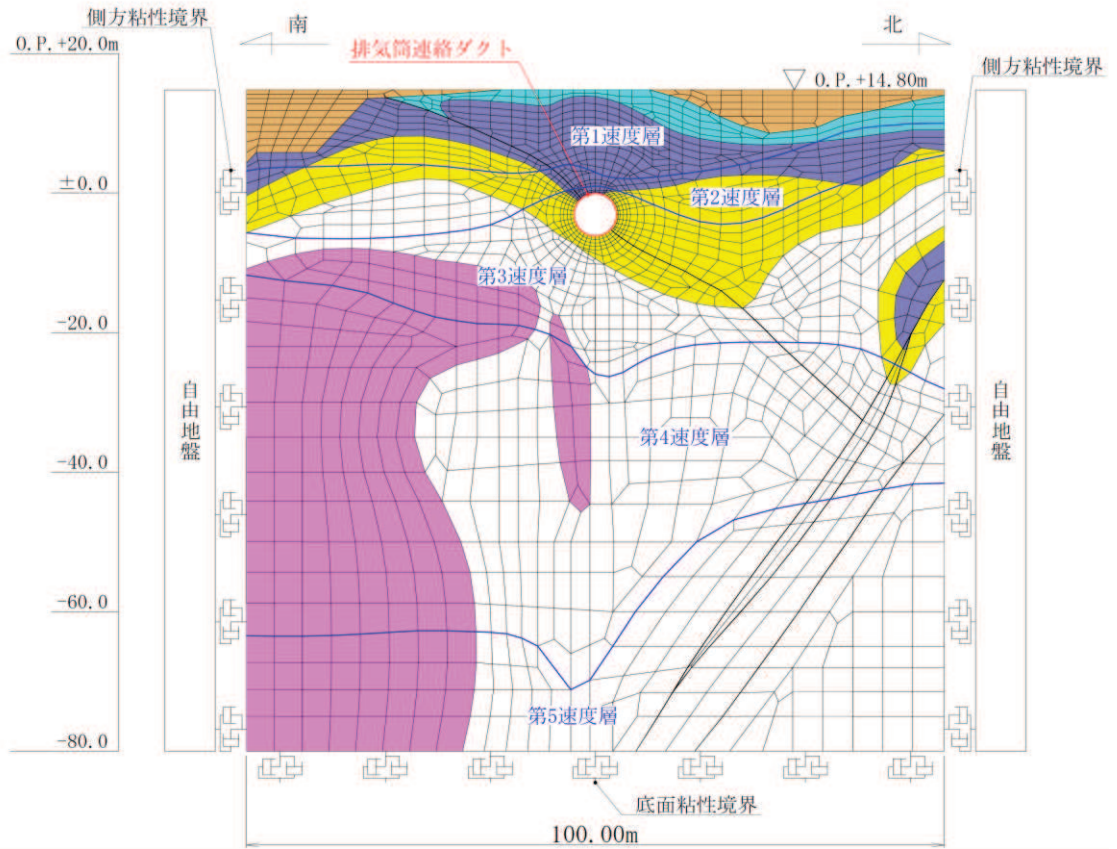 側方粘性境界
南
北
O.P.+20.0m
排気筒連絡ダクト
側方粘性境界
O.P.+14.80m
第1速度層
±0.0
第2速度層
第3速度層
-20.0
自由地盤
自由地盤
第4速度層
-40.0
-60.0
第5速度層
-80.0
底面粘性境界
100.00m